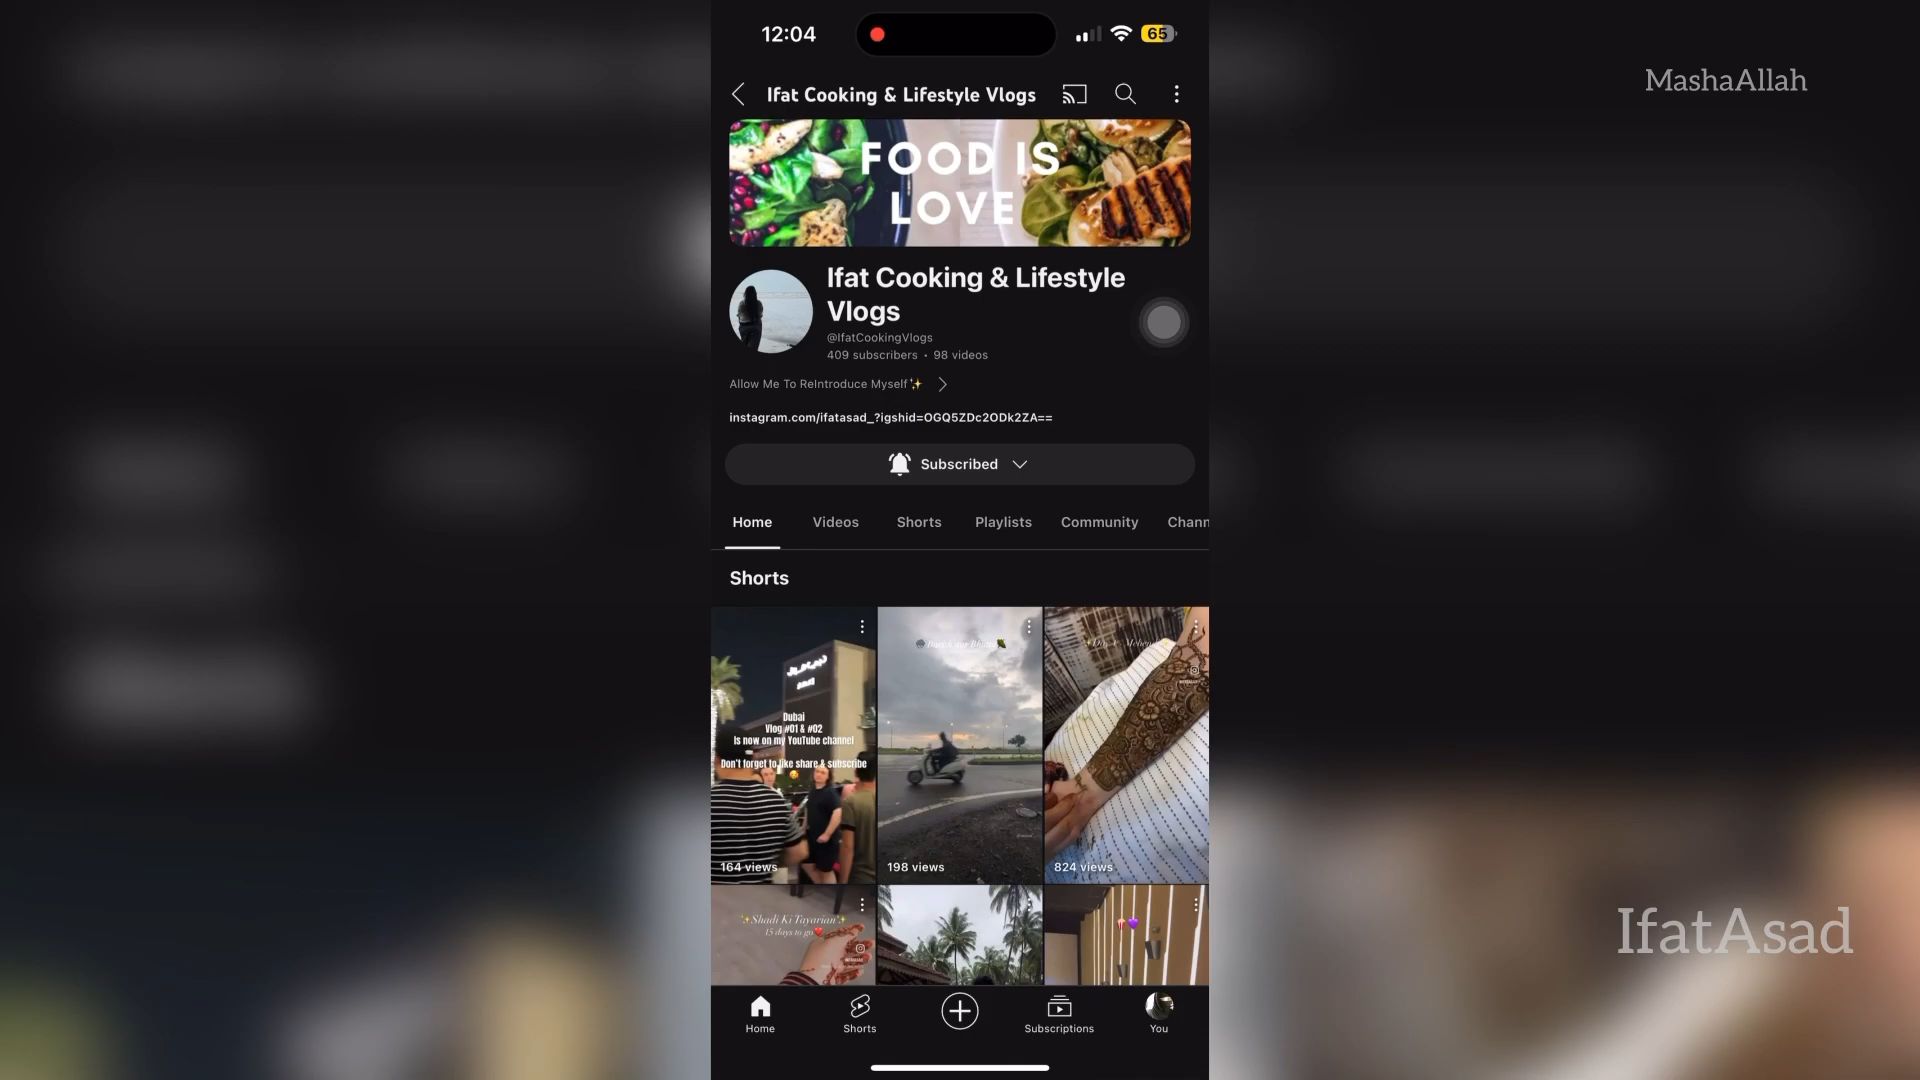 12:04
65
MashaAllah
Ifat Cooking & Lifestyle Vlogs
FOOD IS
LOVE
Ifat Cooking & Lifestyle
Vlogs
@IfatCookingVlogs
409 subscribers • 98 videos
Allow Me To ReIntroduce Myself✨
instagram.com/ifatasad_?igshid=OGQ5ZDc2ODk2ZA==
Subscribed
Home Videos Shorts Playlists Community Chann
Shorts
Dubai
Vlog #01 & #02
Is now on my YouTube channel
Don't forget to like share & subscribe
🥰
164 views
198 views
824 views
✨Shadi Ki Tayarian✨
15 days to go❤️
IfatAsad
Home
Shorts
Subscriptions
You